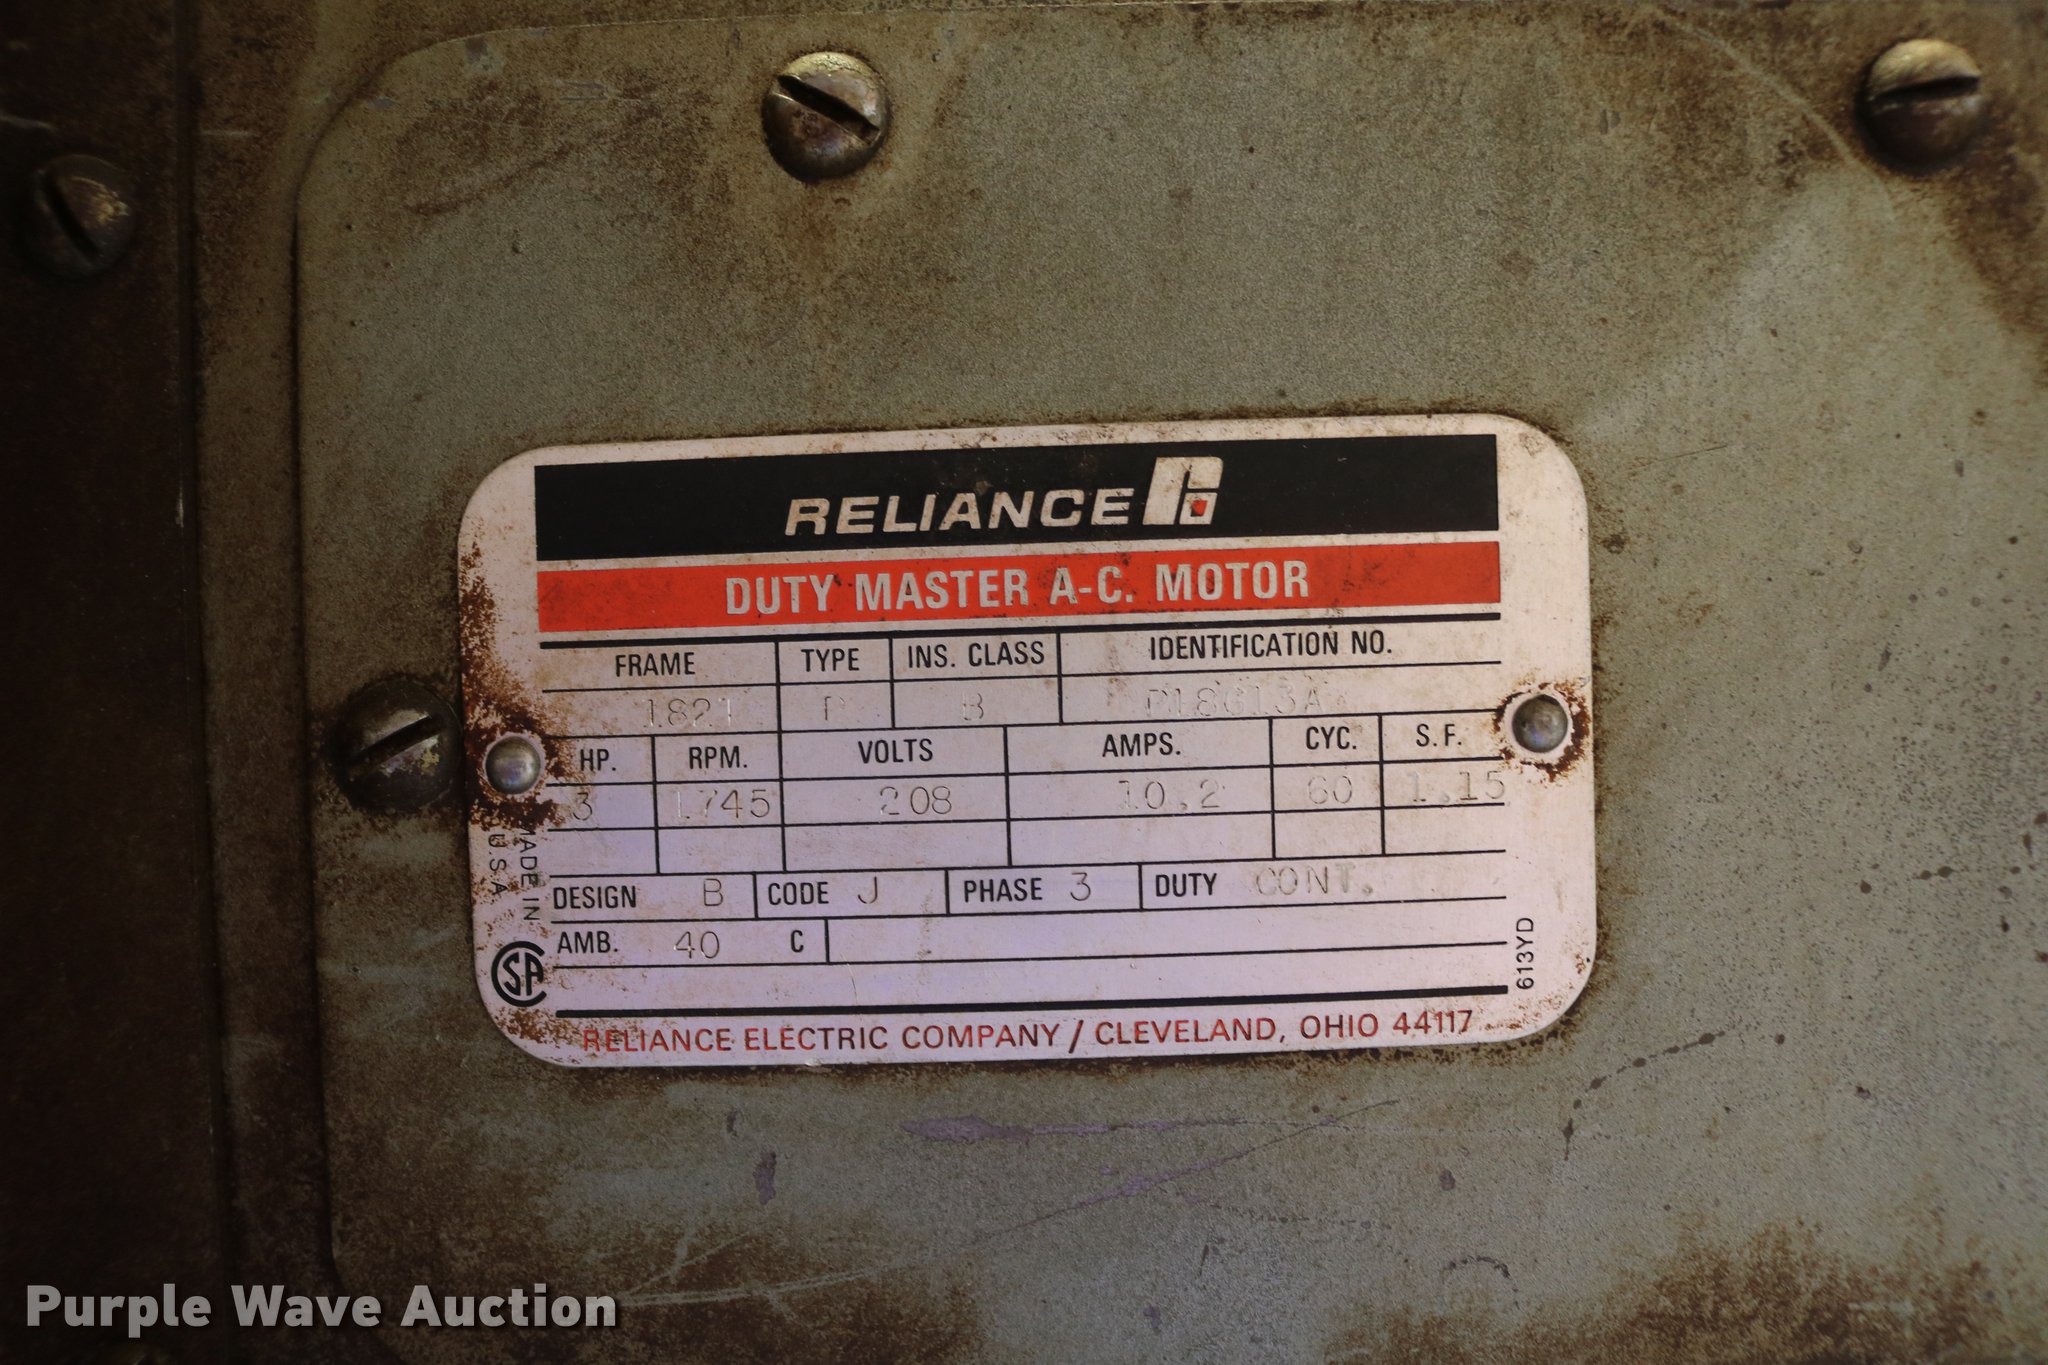 RELIANCE
DUTY MASTER A-C. MOTOR
FRAME TYPE INS. CLASS IDENTIFICATION NO.
182T P B P18G13A
HP. RPM. VOLTS AMPS. CYC. S.F.
3 1745 208 10.2 60 1.15
DESIGN B CODE J PHASE 3 DUTY CONT.
AMB. 40 C
MADE IN
U.S.A
SA
613YD
RELIANCE ELECTRIC COMPANY / CLEVELAND, OHIO 44117
Purple Wave Auction